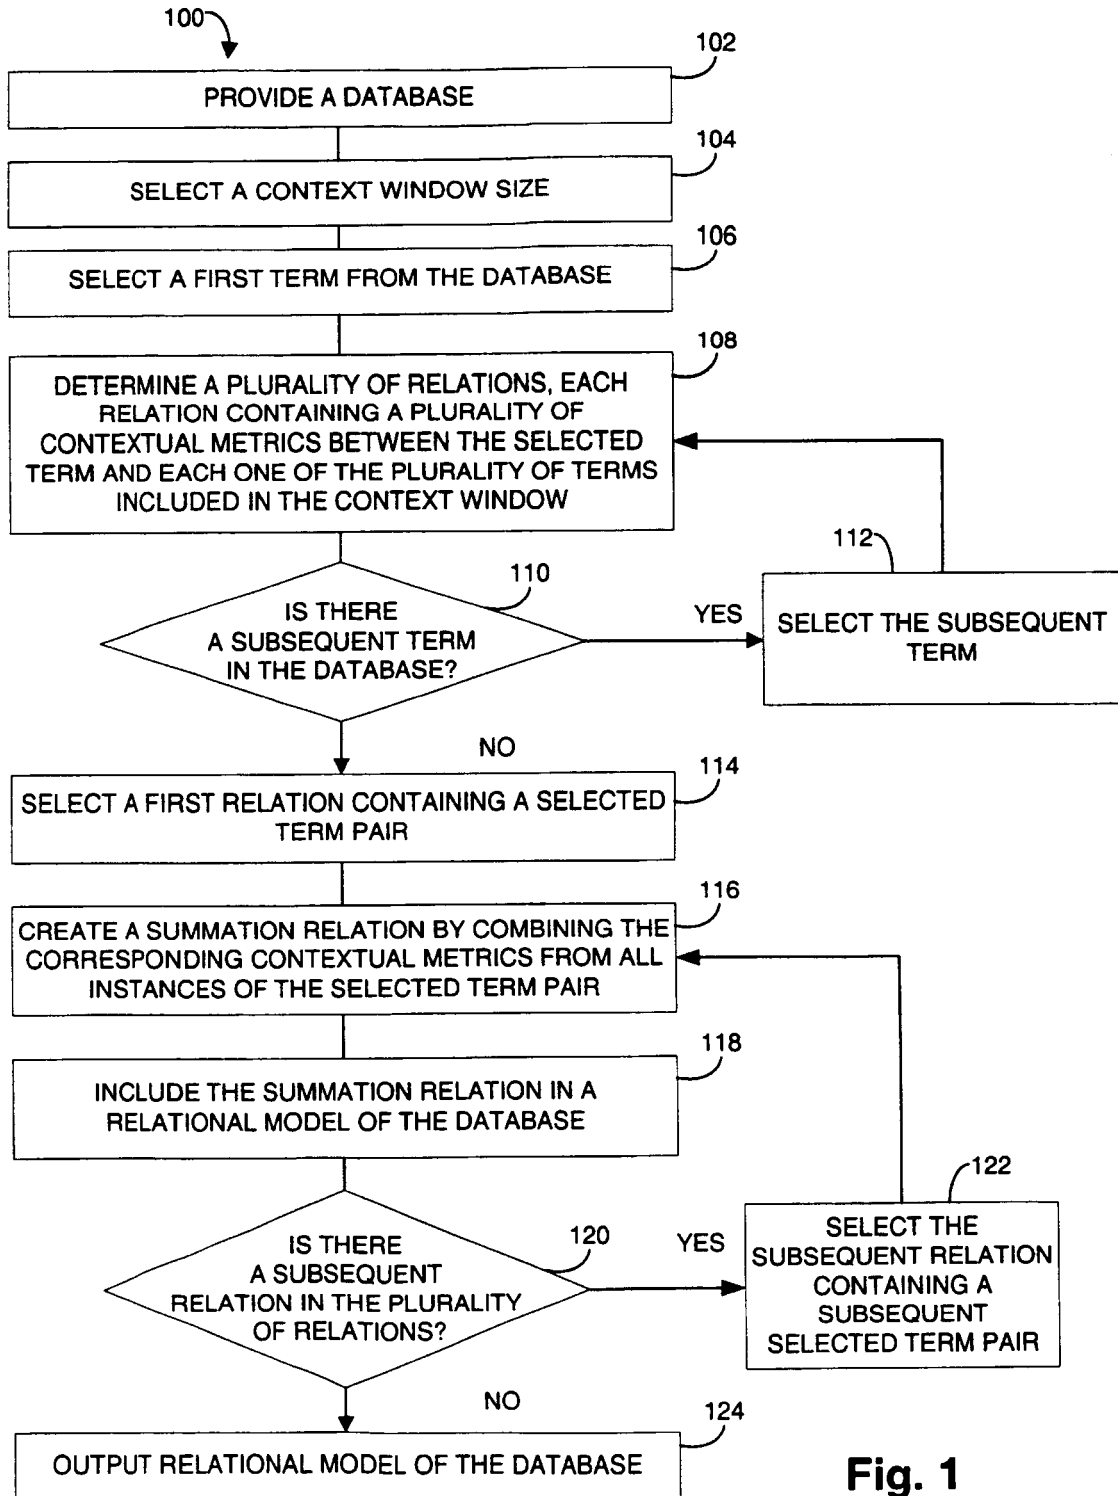 100
102
PROVIDE A DATABASE
104
SELECT A CONTEXT WINDOW SIZE
106
SELECT A FIRST TERM FROM THE DATABASE
108
DETERMINE A PLURALITY OF RELATIONS, EACH
RELATION CONTAINING A PLURALITY OF
CONTEXTUAL METRICS BETWEEN THE SELECTED
TERM AND EACH ONE OF THE PLURALITY OF TERMS
INCLUDED IN THE CONTEXT WINDOW
110
IS THERE
A SUBSEQUENT TERM
IN THE DATABASE?
YES
112
SELECT THE SUBSEQUENT
TERM
NO
114
SELECT A FIRST RELATION CONTAINING A SELECTED
TERM PAIR
116
CREATE A SUMMATION RELATION BY COMBINING THE
CORRESPONDING CONTEXTUAL METRICS FROM ALL
INSTANCES OF THE SELECTED TERM PAIR
118
INCLUDE THE SUMMATION RELATION IN A
RELATIONAL MODEL OF THE DATABASE
120
IS THERE
A SUBSEQUENT
RELATION IN THE PLURALITY
OF RELATIONS?
YES
122
SELECT THE
SUBSEQUENT RELATION
CONTAINING A
SUBSEQUENT
SELECTED TERM PAIR
NO
124
OUTPUT RELATIONAL MODEL OF THE DATABASE
Fig. 1